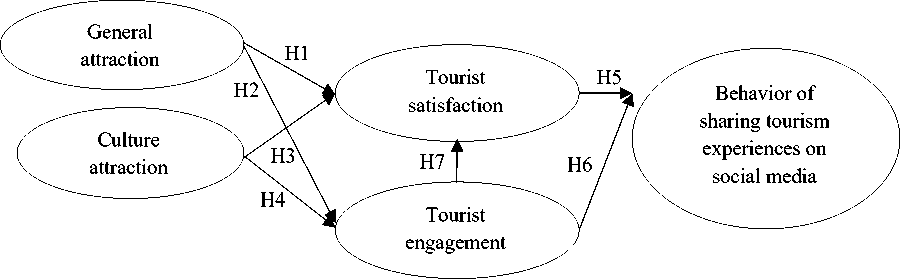 General
attraction
H1
H2
Tourist
satisfaction
H5
Behavior of
sharing tourism
experiences on
social media
Culture
attraction
H3
H4
H7
H6
Tourist
engagement